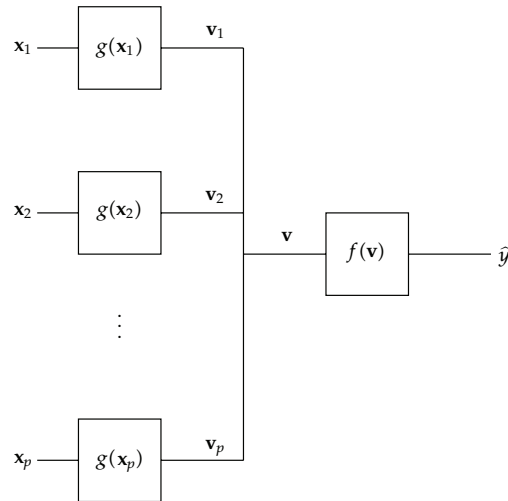 𝐱₁ g(𝐱₁) 𝐯₁
𝐱₂ g(𝐱₂) 𝐯₂
𝐯 f(𝐯) ŷ
⋮
𝐱ₚ g(𝐱ₚ) 𝐯ₚ